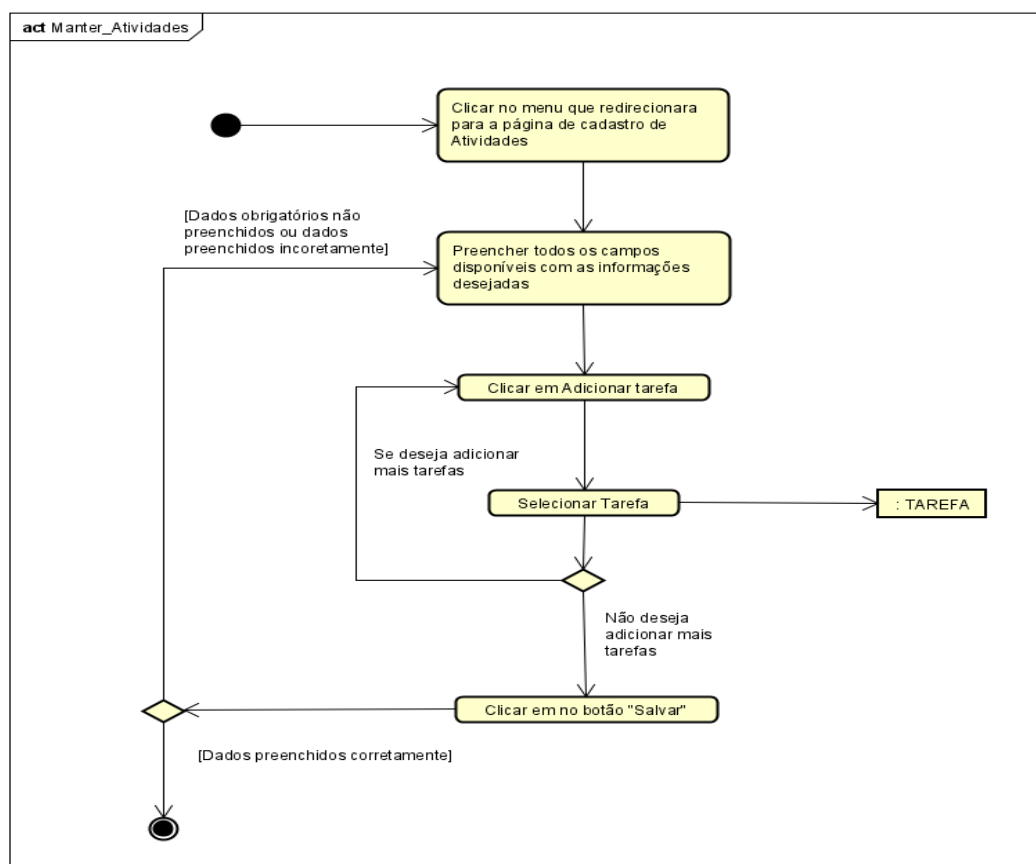 act Manter_Atividades
Clicar no menu que redirecionara
para a página de cadastro de
Atividades
[Dados obrigatórios não
preenchidos ou dados
preenchidos incoretamente]
Preencher todos os campos
disponíveis com as informações
desejadas
Clicar em Adicionar tarefa
Se deseja adicionar
mais tarefas
Selecionar Tarefa
: TAREFA
Não deseja
adicionar mais
tarefas
Clicar em no botão "Salvar"
[Dados preenchidos corretamente]